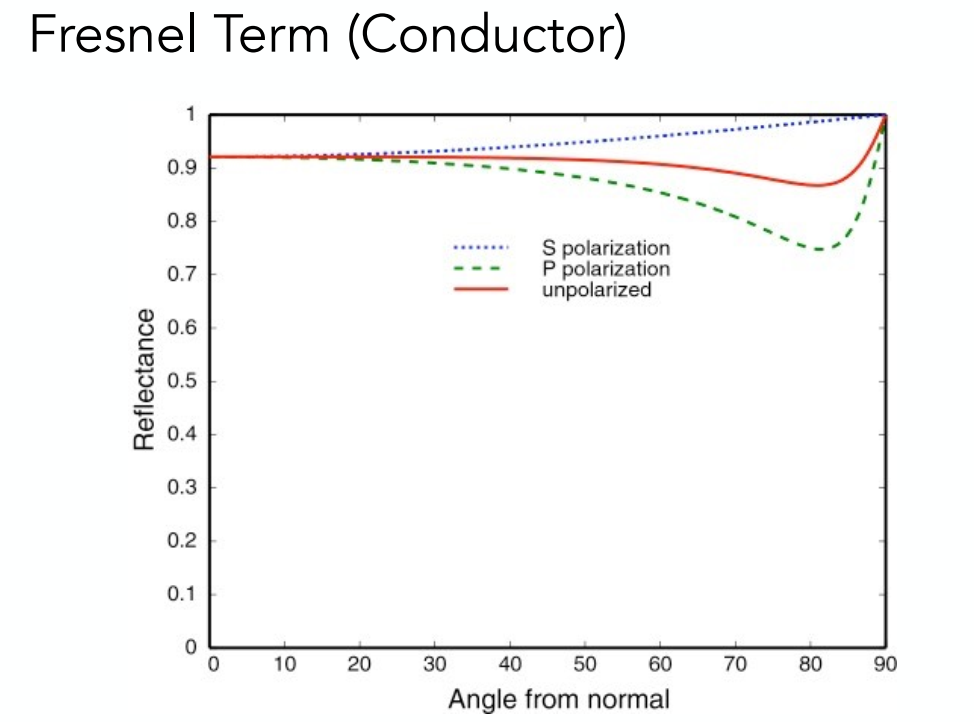 Fresnel Term (Conductor)
1
0.9
0.8
0.7
0.6
0.5
0.4
0.3
0.2
0.1
0
Reflectance
S polarization
P polarization
unpolarized
0 10 20 30 40 50 60 70 80 90
Angle from normal